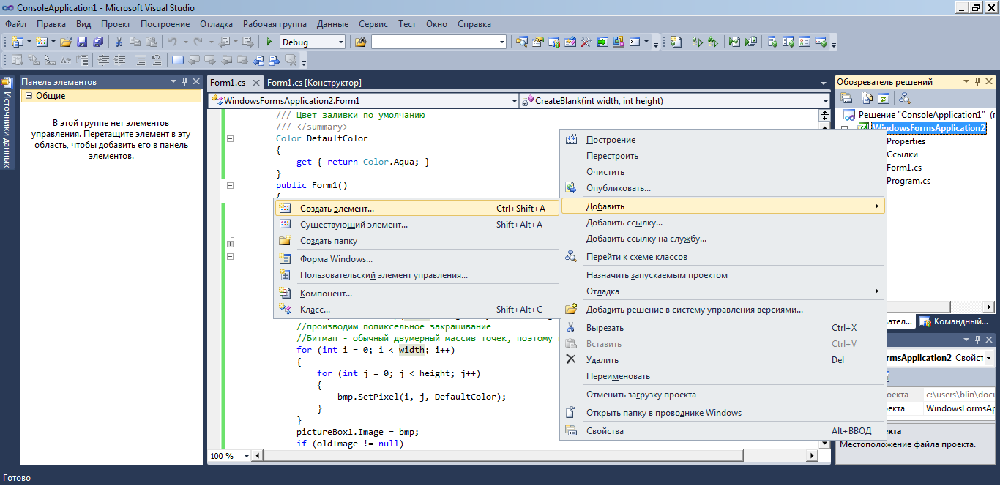 ConsoleApplication1 - Microsoft Visual Studio
Файл Правка Вид Проект Построение Отладка Рабочая группа Данные Сервис Тест Окно Справка
Debug
Источники данных
Панель элементов
Общие
В этой группе нет элементов
управления. Перетащите элемент в эту
область, чтобы добавить его в панель
элементов.
Form1.cs Form1.cs [Конструктор]
WindowsFormsApplication2.Form1 CreateBlank(int width, int height)
/// Цвет заливки по умолчанию
/// </summary>
Color DefaultColor
{
get { return Color.Aqua; }
}
public Form1()
{
Создать элемент... Ctrl+Shift+A
Существующий элемент... Shift+Alt+A
Создать папку
Форма Windows...
Пользовательский элемент управления...
Компонент...
Класс... Shift+Alt+C
//производим попиксельное закрашивание
//Битмап - обычный двумерный массив точек, поэтому
for (int i = 0; i < width; i++)
{
for (int j = 0; j < height; j++)
{
bmp.SetPixel(i, j, DefaultColor);
}
}
pictureBox1.Image = bmp;
if (oldImage != null)
100 %
Построение
Перестроить
Очистить
Опубликовать...
Добавить
Добавить ссылку...
Добавить ссылку на службу...
Перейти к схеме классов
Назначить запускаемым проектом
Отладка
Добавить решение в систему управления версиями...
Вырезать Ctrl+X
Вставить Ctrl+V
Удалить Del
Переименовать
Отменить загрузку проекта
Открыть папку в проводнике Windows
Свойства Alt+ВВОД
Обозреватель решений
Решение "ConsoleApplication1"
WindowsFormsApplication2
Properties
Ссылки
Form1.cs
Program.cs
вател... Командный...
rmsApplication2 Свойст
роекта c:\users\blin\docu
екта WindowsFormsAp
екта
Местоположение файла проекта.
Готово